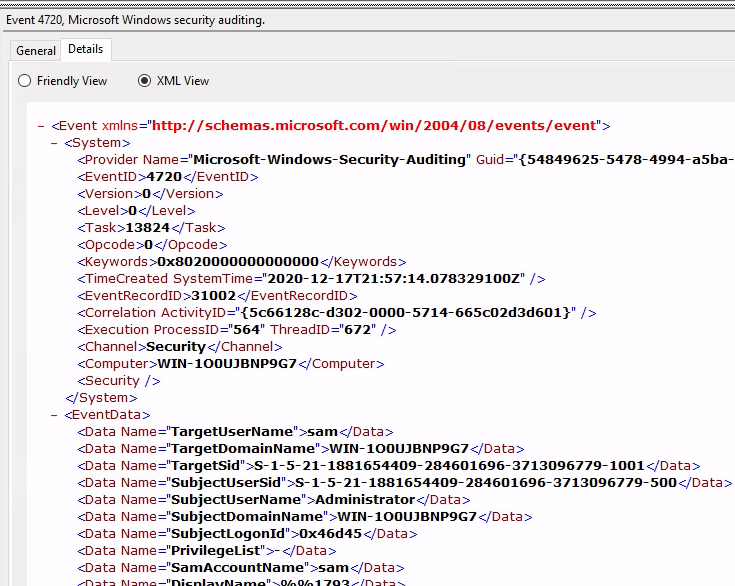 Event 4720, Microsoft Windows security auditing.
General Details
Friendly View XML View
- <Event xmlns="http://schemas.microsoft.com/win/2004/08/events/event">
- <System>
<Provider Name="Microsoft-Windows-Security-Auditing" Guid="{54849625-5478-4994-a5ba-
<EventID>4720</EventID>
<Version>0</Version>
<Level>0</Level>
<Task>13824</Task>
<Opcode>0</Opcode>
<Keywords>0x8020000000000000</Keywords>
<TimeCreated SystemTime="2020-12-17T21:57:14.078329100Z" />
<EventRecordID>31002</EventRecordID>
<Correlation ActivityID="{5c66128c-d302-0000-5714-665c02d3d601}" />
<Execution ProcessID="564" ThreadID="672" />
<Channel>Security</Channel>
<Computer>WIN-1O0UJBNP9G7</Computer>
<Security />
</System>
- <EventData>
<Data Name="TargetUserName">sam</Data>
<Data Name="TargetDomainName">WIN-1O0UJBNP9G7</Data>
<Data Name="TargetSid">S-1-5-21-1881654409-284601696-3713096779-1001</Data>
<Data Name="SubjectUserSid">S-1-5-21-1881654409-284601696-3713096779-500</Data>
<Data Name="SubjectUserName">Administrator</Data>
<Data Name="SubjectDomainName">WIN-1O0UJBNP9G7</Data>
<Data Name="SubjectLogonId">0x46d45</Data>
<Data Name="PrivilegeList">-</Data>
<Data Name="SamAccountName">sam</Data>
<Data Name="DisplayName">%%1793</Data>